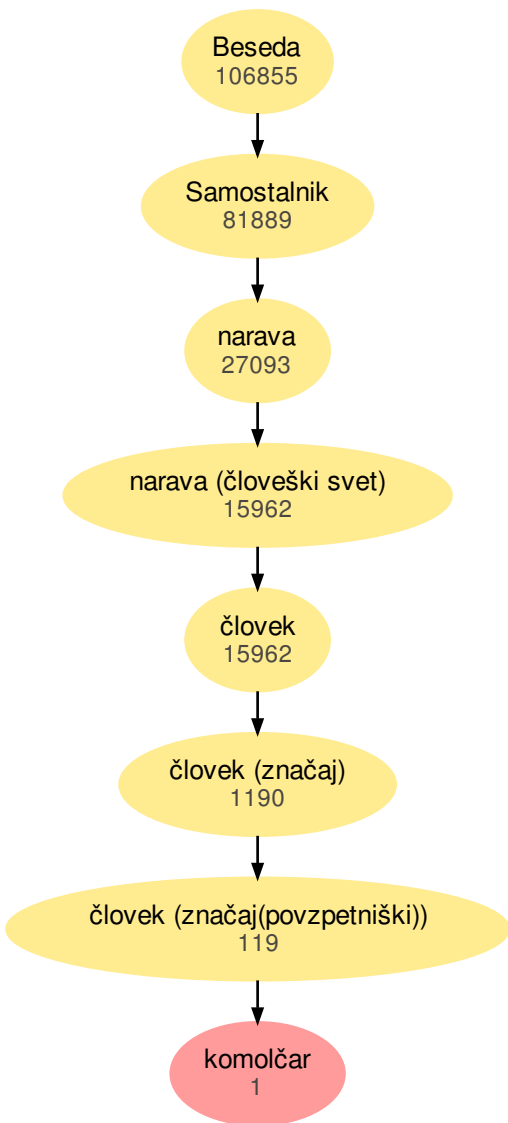 Beseda
106855
Samostalnik
81889
narava
27093
narava (človeški svet)
15962
človek
15962
človek (značaj)
1190
človek (značaj(povzpetniški))
119
komolčar
1